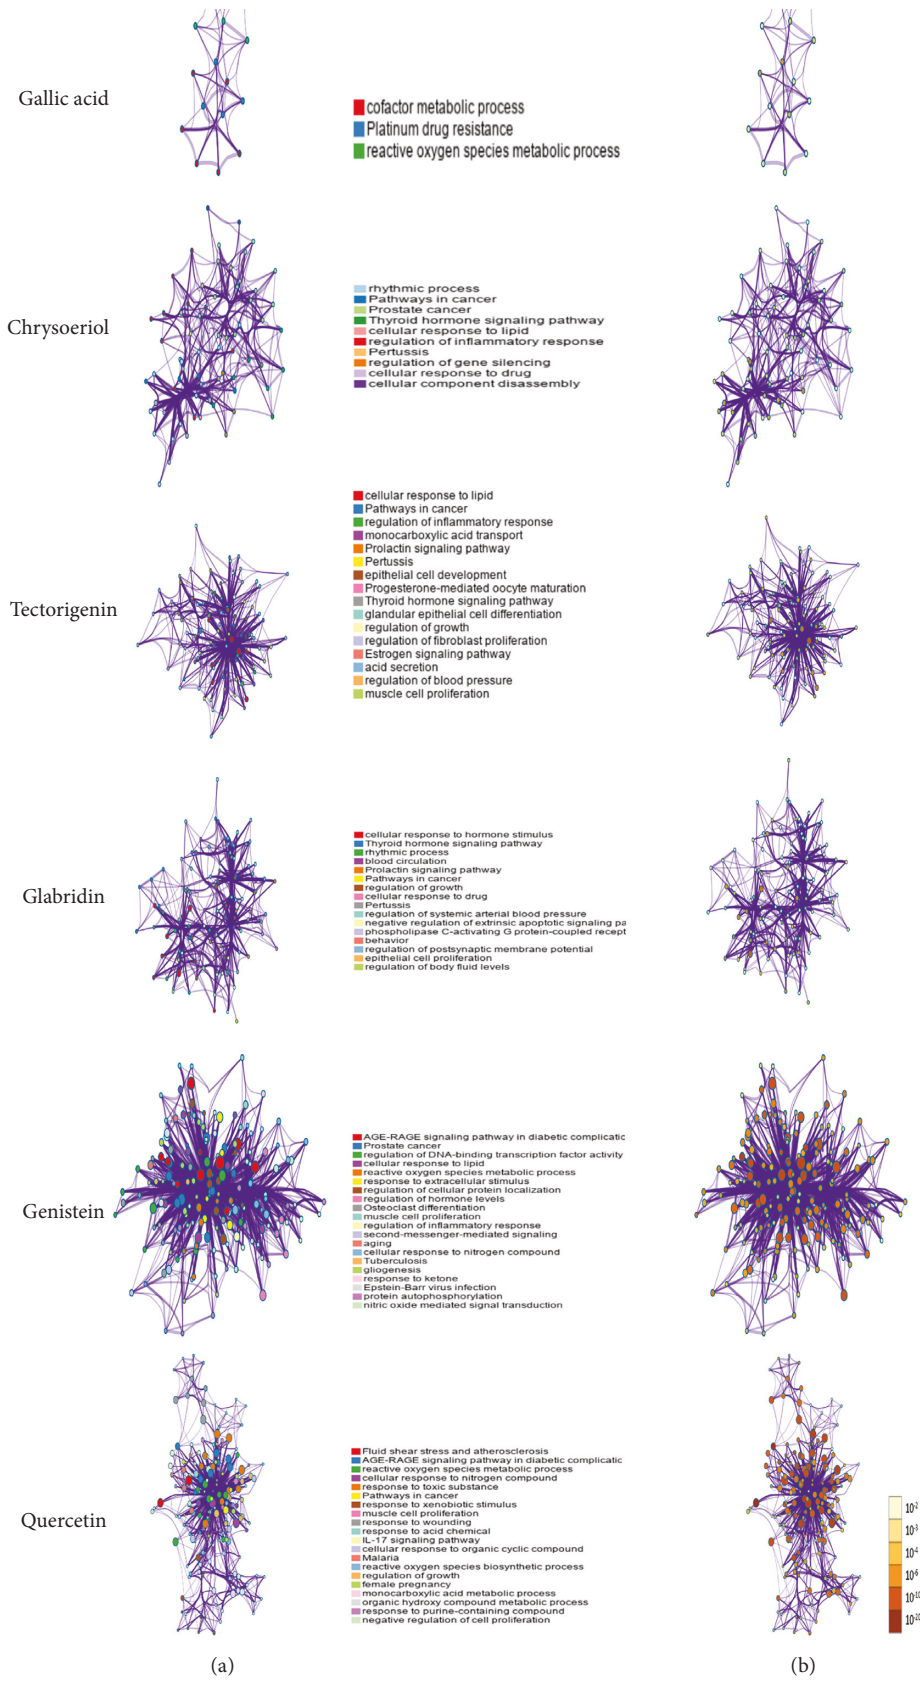 Gallic acid
cofactor metabolic process
Platinum drug resistance
reactive oxygen species metabolic process
Chrysoeriol
rhythmic process
Pathways in cancer
Prostate cancer
Thyroid hormone signaling pathway
cellular response to lipid
regulation of inflammatory response
Pertussis
regulation of gene silencing
cellular response to drug
cellular component disassembly
Tectorigenin
cellular response to lipid
Pathways in cancer
regulation of inflammatory response
monocarboxylic acid transport
Prolactin signaling pathway
Pertussis
epithelial cell development
Progesterone-mediated oocyte maturation
Thyroid hormone signaling pathway
glandular epithelial cell differentiation
regulation of growth
regulation of fibroblast proliferation
Estrogen signaling pathway
acid secretion
regulation of blood pressure
muscle cell proliferation
Glabridin
cellular response to hormone stimulus
Thyroid hormone signaling pathway
rhythmic process
blood circulation
Prolactin signaling pathway
Pathways in cancer
regulation of growth
cellular response to drug
Pertussis
regulation of systemic arterial blood pressure
negative regulation of extrinsic apoptotic signaling pa
phospholipase C-activating G protein-coupled recept
behavior
regulation of postsynaptic membrane potential
epithelial cell proliferation
regulation of body fluid levels
Genistein
AGE-RAGE signaling pathway in diabetic complicatic
Prostate cancer
regulation of DNA-binding transcription factor activity
cellular response to lipid
reactive oxygen species metabolic process
response to extracellular stimulus
regulation of cellular protein localization
regulation of hormone levels
Osteoclast differentiation
muscle cell proliferation
regulation of inflammatory response
second-messenger-mediated signaling
aging
cellular response to nitrogen compound
Tuberculosis
gliogenesis
response to ketone
Epstein-Barr virus infection
protein autophosphorylation
nitric oxide mediated signal transduction
Quercetin
Fluid shear stress and atherosclerosis
AGE-RAGE signaling pathway in diabetic complicatic
reactive oxygen species metabolic process
cellular response to nitrogen compound
response to toxic substance
Pathways in cancer
response to xenobiotic stimulus
muscle cell proliferation
response to wounding
response to acid chemical
IL-17 signaling pathway
cellular response to organic cyclic compound
Malaria
reactive oxygen species biosynthetic process
regulation of growth
female pregnancy
monocarboxylic acid metabolic process
organic hydroxy compound metabolic process
response to purine-containing compound
negative regulation of cell proliferation
10⁻²
10⁻³
10⁻⁴
10⁻⁶
10⁻¹⁰
10⁻²⁰
(a)
(b)